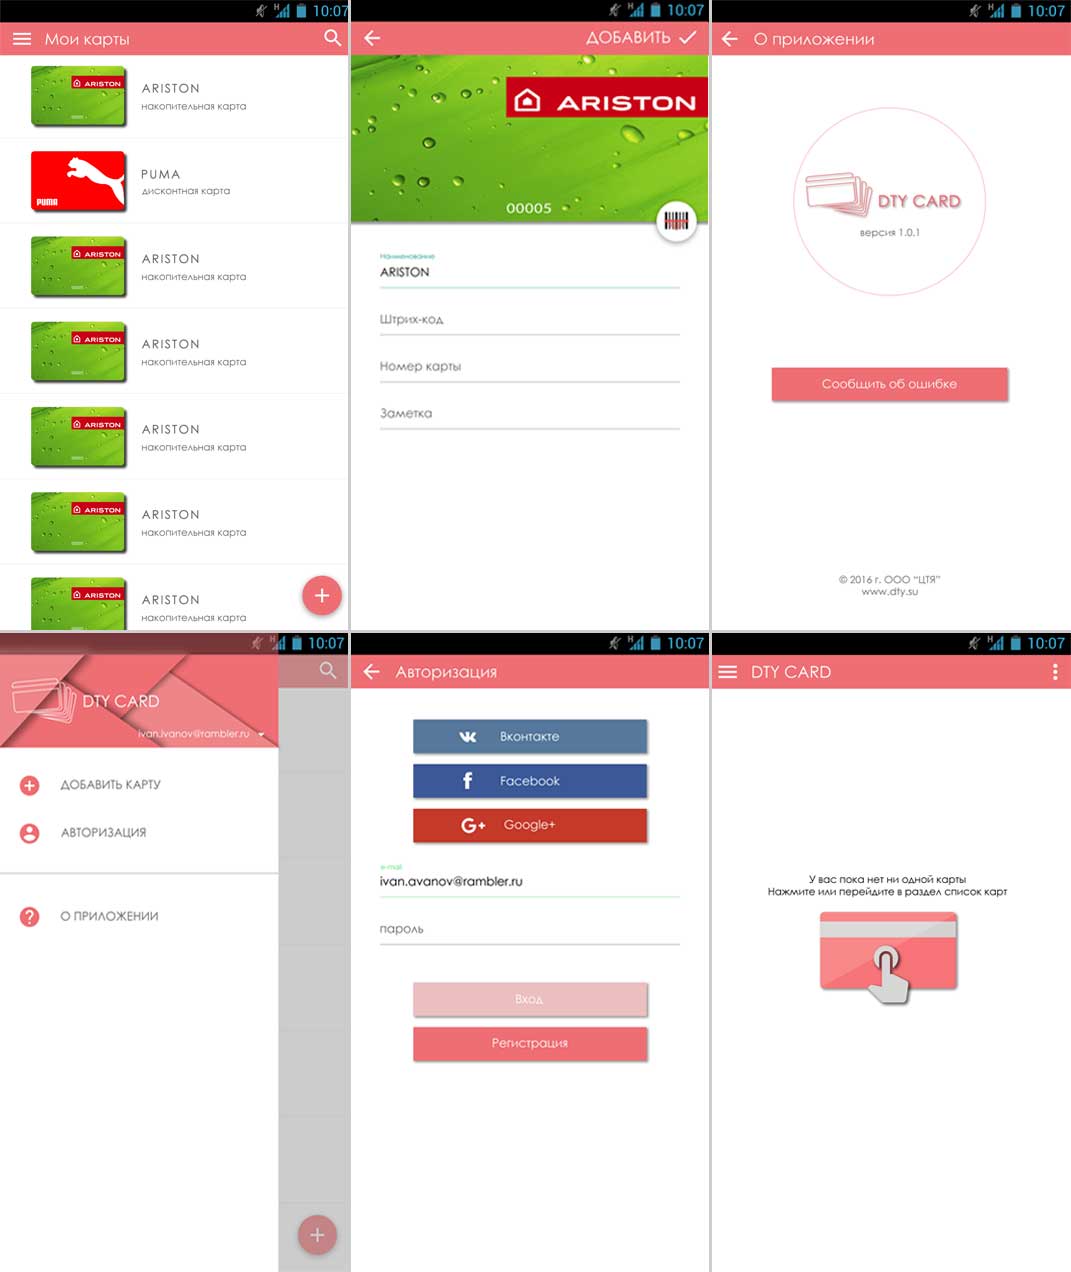 10:07
Мои карты
ARISTON
ARISTON
накопительная карта
PUMA
PUMA
дисконтная карта
ARISTON
ARISTON
накопительная карта
ARISTON
ARISTON
накопительная карта
ARISTON
ARISTON
накопительная карта
ARISTON
ARISTON
накопительная карта
ARISTON
ARISTON
накопительная карта
H 10:07
ДОБАВИТЬ
ARISTON
00005
Наименование
ARISTON
Штрих-код
Номер карты
Заметка
H 10:07
О приложении
DTY CARD
версия 1.0.1
Сообщить об ошибке
© 2016 г. ООО “ЦТЯ”
www.dty.su
H 10:07
DTY CARD
ivan.ivanov@rambler.ru
ДОБАВИТЬ КАРТУ
АВТОРИЗАЦИЯ
О ПРИЛОЖЕНИИ
H 10:07
Авторизация
Вконтакте
Facebook
G+ Google+
e-mail
ivan.avanov@rambler.ru
пароль
Вход
Регистрация
H 10:07
DTY CARD
У вас пока нет ни одной карты
Нажмите или перейдите в раздел список карт